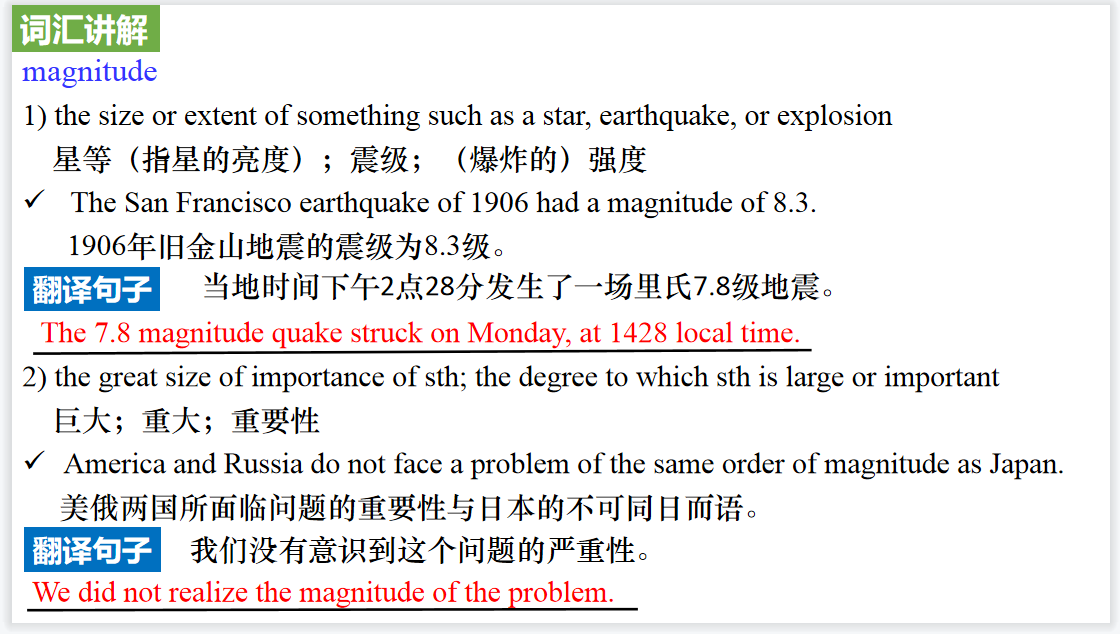 词汇讲解
magnitude
1) the size or extent of something such as a star, earthquake, or explosion
星等（指星的亮度）；震级；（爆炸的）强度
✓ The San Francisco earthquake of 1906 had a magnitude of 8.3.
1906年旧金山地震的震级为8.3级。
翻译句子 当地时间下午2点28分发生了一场里氏7.8级地震。
The 7.8 magnitude quake struck on Monday, at 1428 local time.
2) the great size of importance of sth; the degree to which sth is large or important
巨大；重大；重要性
✓ America and Russia do not face a problem of the same order of magnitude as Japan.
美俄两国所面临问题的重要性与日本的不可同日而语。
翻译句子 我们没有意识到这个问题的严重性。
We did not realize the magnitude of the problem.